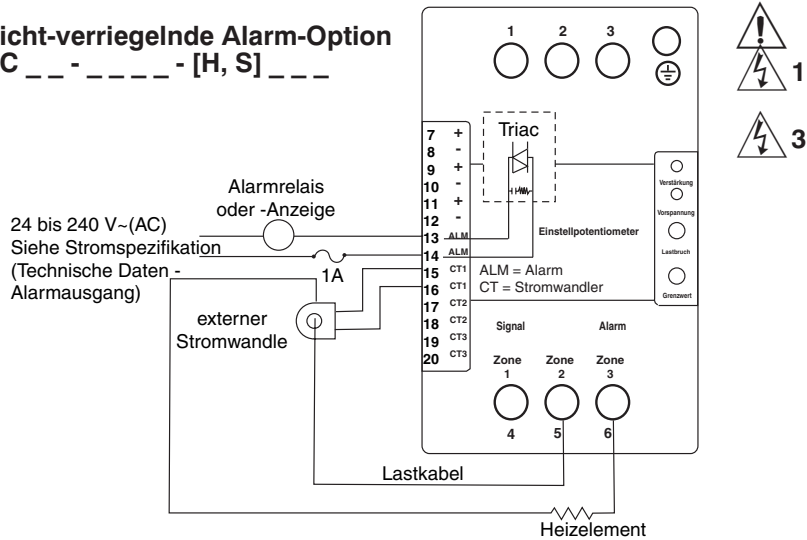 icht-verriegelnde Alarm-Option
C _ _ - _ _ _ _ - [H, S] _ _ _
1 2 3
1
3
7 +
8 -
9 +
10 -
11 +
12 -
13 ALM
14 ALM
15 CT1
16 CT1
17 CT2
18 CT2
19 CT3
20 CT3
Triac
Verstärkung
Vorspannung
Lastbruch
Grenzwert
Einstellpotentiometer
ALM = Alarm
CT = Stromwandler
Alarmrelais
oder -Anzeige
24 bis 240 V~(AC)
Siehe Stromspezifikation
(Technische Daten -
Alarmausgang)
1A
externer
Stromwandle
Signal Alarm
Zone Zone Zone
1 2 3
4 5 6
Lastkabel
Heizelement